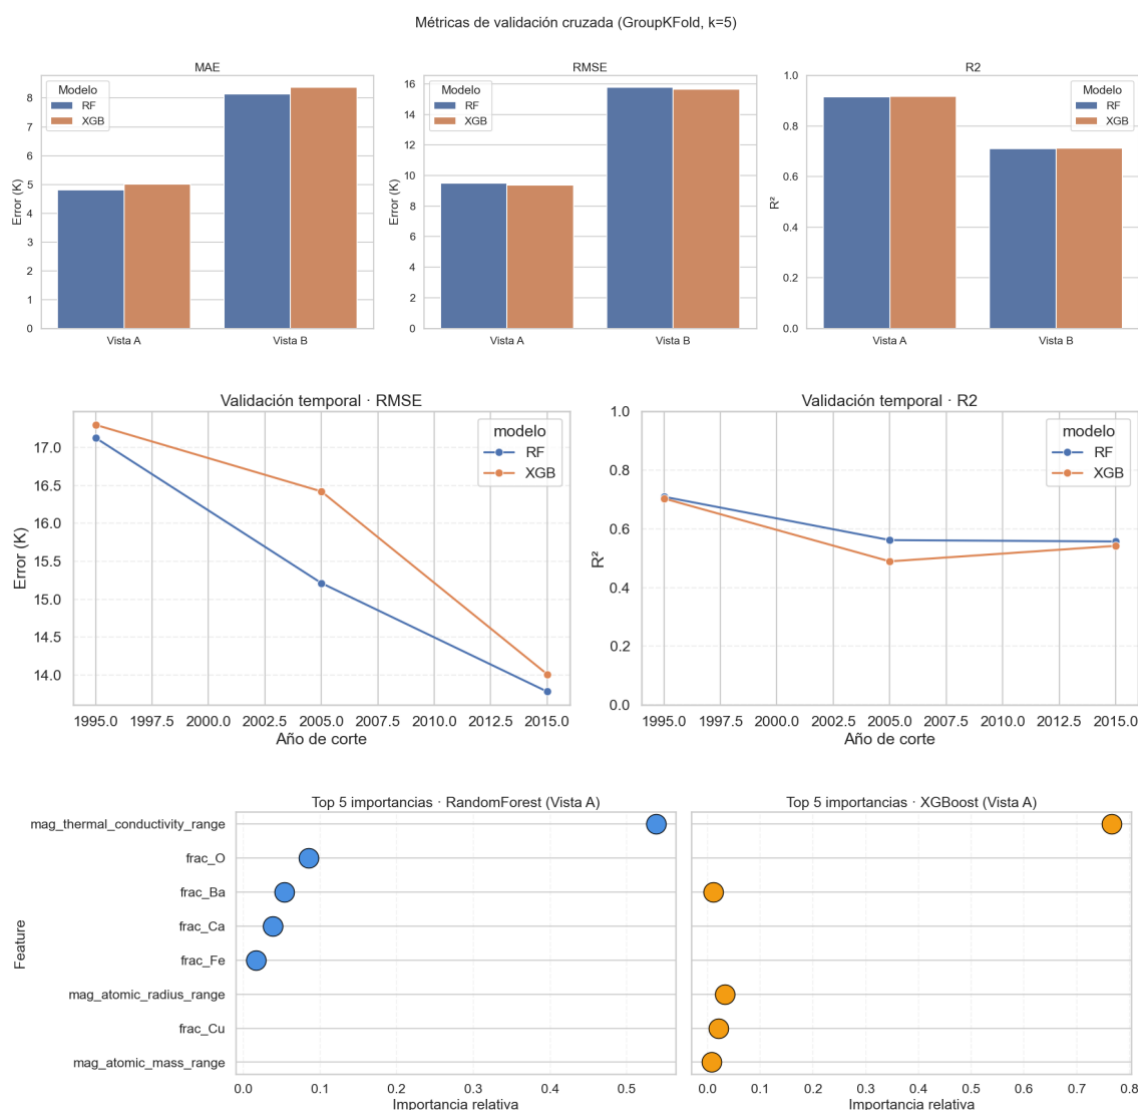 Métricas de validación cruzada (GroupKFold, k=5)
MAE
RMSE
R2
Modelo
RF
XGB
Modelo
RF
XGB
Modelo
RF
XGB
8
7
6
5
4
3
2
1
0
Error (K)
Vista A
Vista B
16
14
12
10
8
6
4
2
0
Error (K)
Vista A
Vista B
1.0
0.8
0.6
0.4
0.2
0.0
R²
Vista A
Vista B
Validación temporal · RMSE
modelo
RF
XGB
17.0
16.5
16.0
15.5
15.0
14.5
14.0
Error (K)
1995.0 1997.5 2000.0 2002.5 2005.0 2007.5 2010.0 2012.5 2015.0
Año de corte
Validación temporal · R2
modelo
RF
XGB
1.0
0.8
0.6
0.4
0.2
0.0
R²
1995.0 1997.5 2000.0 2002.5 2005.0 2007.5 2010.0 2012.5 2015.0
Año de corte
Top 5 importancias · RandomForest (Vista A)
Top 5 importancias · XGBoost (Vista A)
Feature
mag_thermal_conductivity_range
frac_O
frac_Ba
frac_Ca
frac_Fe
mag_atomic_radius_range
frac_Cu
mag_atomic_mass_range
0.0 0.1 0.2 0.3 0.4 0.5
Importancia relativa
0.0 0.1 0.2 0.3 0.4 0.5 0.6 0.7 0.8
Importancia relativa